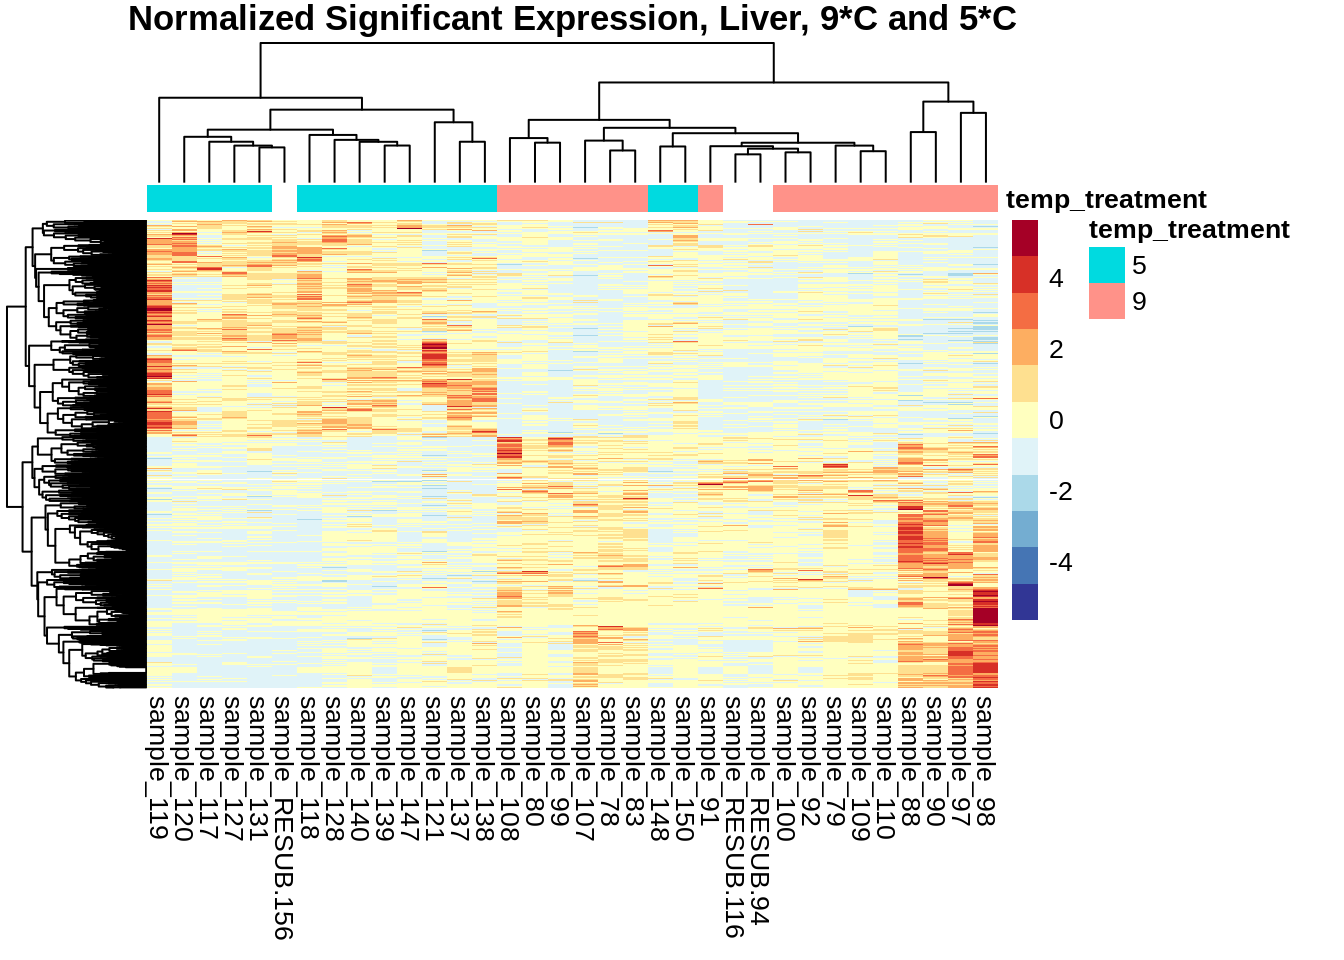 Normalized Significant Expression, Liver, 9*C and 5*C
temp_treatment
temp_treatment
5
9
4
2
0
-2
-4
sample_119
sample_120
sample_117
sample_127
sample_131
sample_RESUB.156
sample_118
sample_128
sample_140
sample_139
sample_147
sample_121
sample_137
sample_138
sample_108
sample_80
sample_99
sample_107
sample_78
sample_83
sample_148
sample_150
sample_91
sample_RESUB.116
sample_RESUB.94
sample_100
sample_92
sample_79
sample_109
sample_110
sample_88
sample_90
sample_97
sample_98